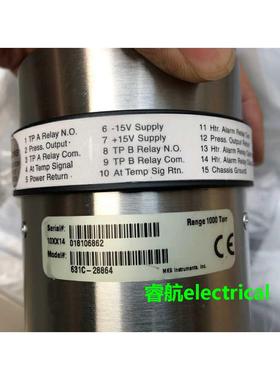 1 TP A Relay N.O.
2 Press. Output
3 TP A Relay Com.
4 At Temp Signal
5 Power Return
6 -15V Supply
7 +15V Supply
8 TP B Relay N.O.
9 TP B Relay Com.
10 At Temp Sig Rtn.
11 Htr. Alarm Relay
12 Press. Output
13 Htr. Alarm Relay
14 Htr. Alarm Relay
15 Chassis Ground
Serial#:
10XX14 018106862
Model#:
631C-28864
Range 1000 Torr
MKS Instruments, Inc.
CE
睿航electrical